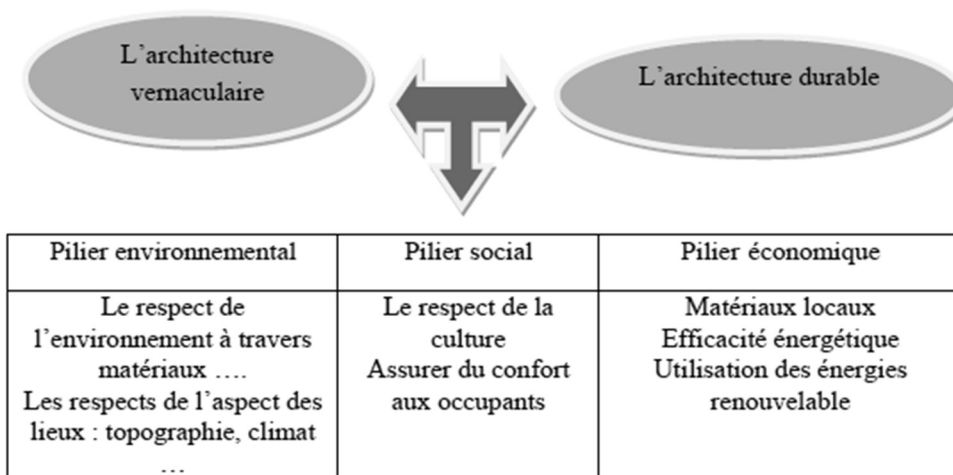 L'architecture
vernaculaire
L'architecture durable
Pilier environnemental
Pilier social
Pilier économique
Le respect de
l'environnement à travers
matériaux ….
Les respects de l'aspect des
lieux : topographie, climat
…
Le respect de la
culture
Assurer du confort
aux occupants
Matériaux locaux
Efficacité énergétique
Utilisation des énergies
renouvelable